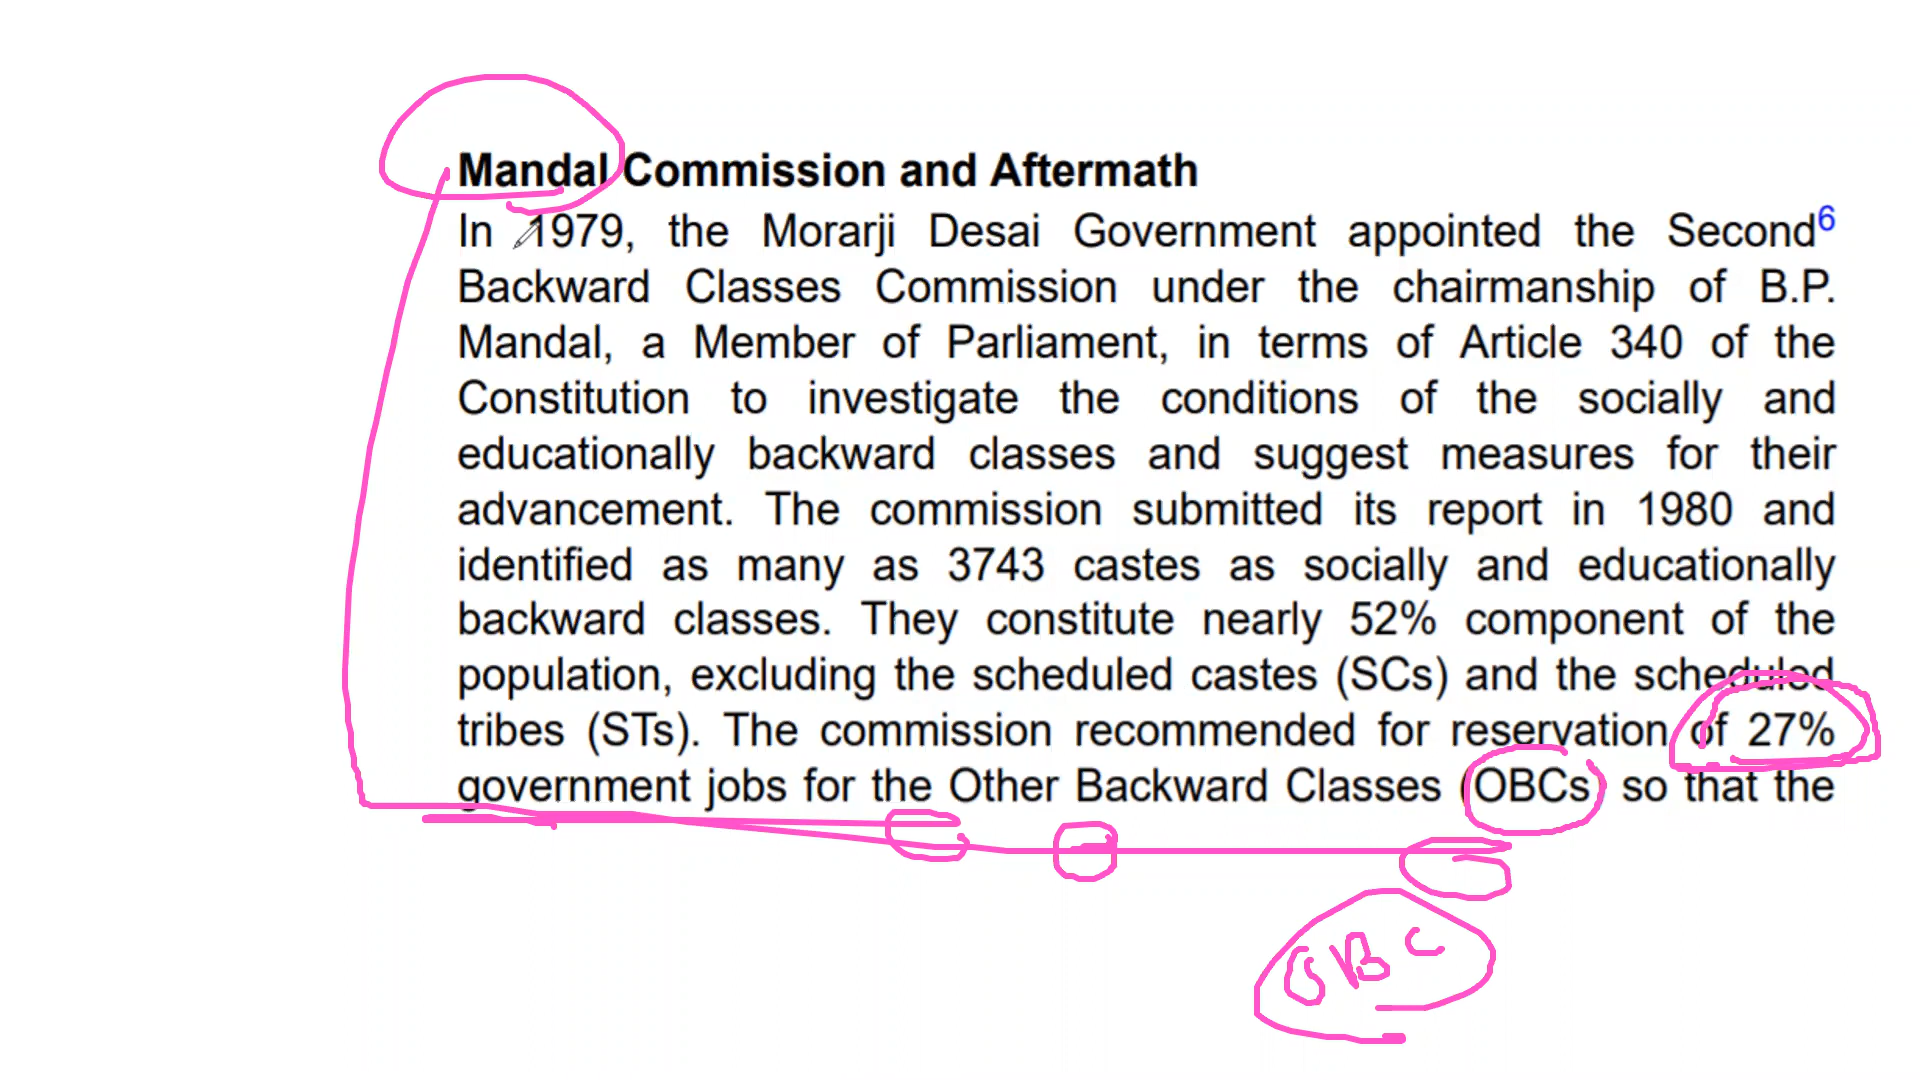 Mandal Commission and Aftermath
In 1979, the Morarji Desai Government appointed the Second6
Backward Classes Commission under the chairmanship of B.P.
Mandal, a Member of Parliament, in terms of Article 340 of the
Constitution to investigate the conditions of the socially and
educationally backward classes and suggest measures for their
advancement. The commission submitted its report in 1980 and
identified as many as 3743 castes as socially and educationally
backward classes. They constitute nearly 52% component of the
population, excluding the scheduled castes (SCs) and the scheduled
tribes (STs). The commission recommended for reservation of 27%
government jobs for the Other Backward Classes (OBCs) so that the
OBC